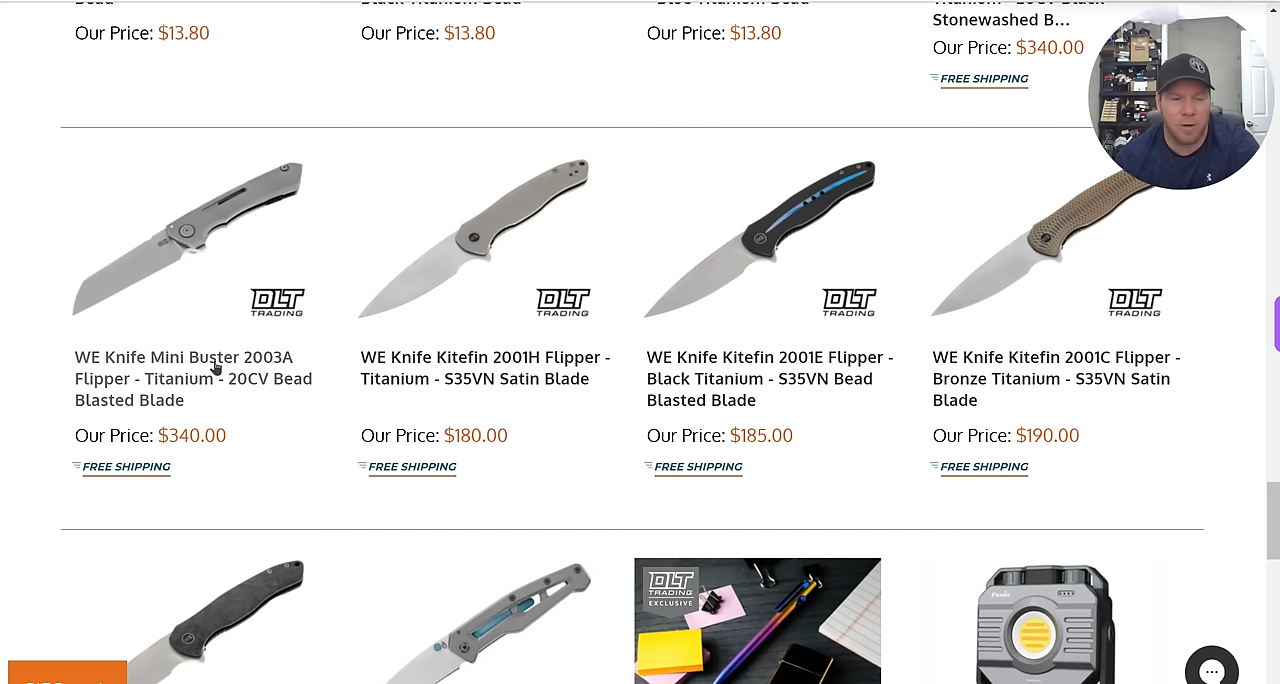 Our Price: $13.80
Our Price: $13.80
Our Price: $13.80
Stonewashed B...
Our Price: $340.00
FREE SHIPPING
DLT
TRADING
DLT
TRADING
DLT
TRADING
DLT
TRADING
WE Knife Mini Buster 2003A
Flipper - Titanium - 20CV Bead
Blasted Blade
Our Price: $340.00
FREE SHIPPING
WE Knife Kitefin 2001H Flipper -
Titanium - S35VN Satin Blade
Our Price: $180.00
FREE SHIPPING
WE Knife Kitefin 2001E Flipper -
Black Titanium - S35VN Bead
Blasted Blade
Our Price: $185.00
FREE SHIPPING
WE Knife Kitefin 2001C Flipper -
Bronze Titanium - S35VN Satin
Blade
Our Price: $190.00
FREE SHIPPING
DLT
TRADING
EXCLUSIVE
Fenix